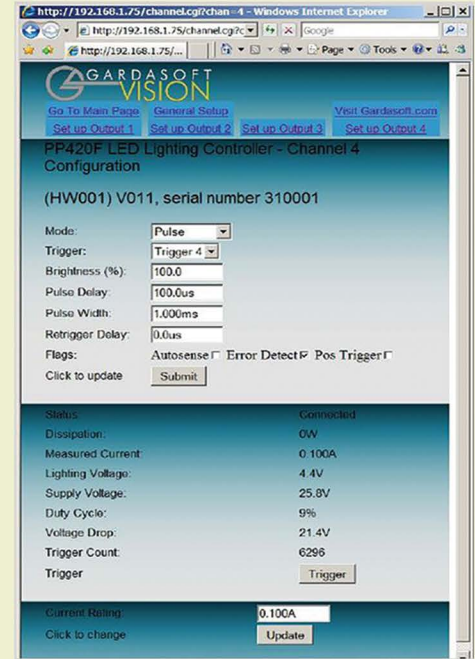 http://192.168.1.75/channel.cgi?chan=4 - Windows Internet Explorer
http://192.168.1.75/channel.cgi?c
Google
http://192.168.1.75/...
Page
Tools
GARDASOFT
VISION
Go To Main Page General Setup Visit Gardasoft.com
Set up Output 1 Set up Output 2 Set up Output 3 Set up Output 4
PP420F LED Lighting Controller - Channel 4
Configuration
(HW001) V011, serial number 310001
Mode: Pulse
Trigger: Trigger 4
Brightness (%): 100.0
Pulse Delay: 100.0us
Pulse Width: 1.000ms
Retrigger Delay: 0.0us
Flags: Autosense Error Detect Pos Trigger
Click to update Submit
Status: Connected
Dissipation: 0W
Measured Current: 0.100A
Lighting Voltage: 4.4V
Supply Voltage: 25.8V
Duty Cycle: 9%
Voltage Drop: 21.4V
Trigger Count: 6296
Trigger Trigger
Current Rating: 0.100A
Click to change Update